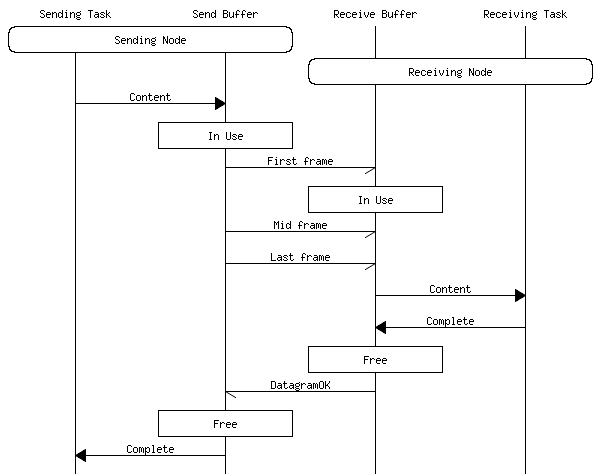 Sending Task Send Buffer Receive Buffer Receiving Task
Sending Node
Receiving Node
Content
In Use
First frame
In Use
Mid frame
Last frame
Content
Complete
Free
DatagramOK
Free
Complete